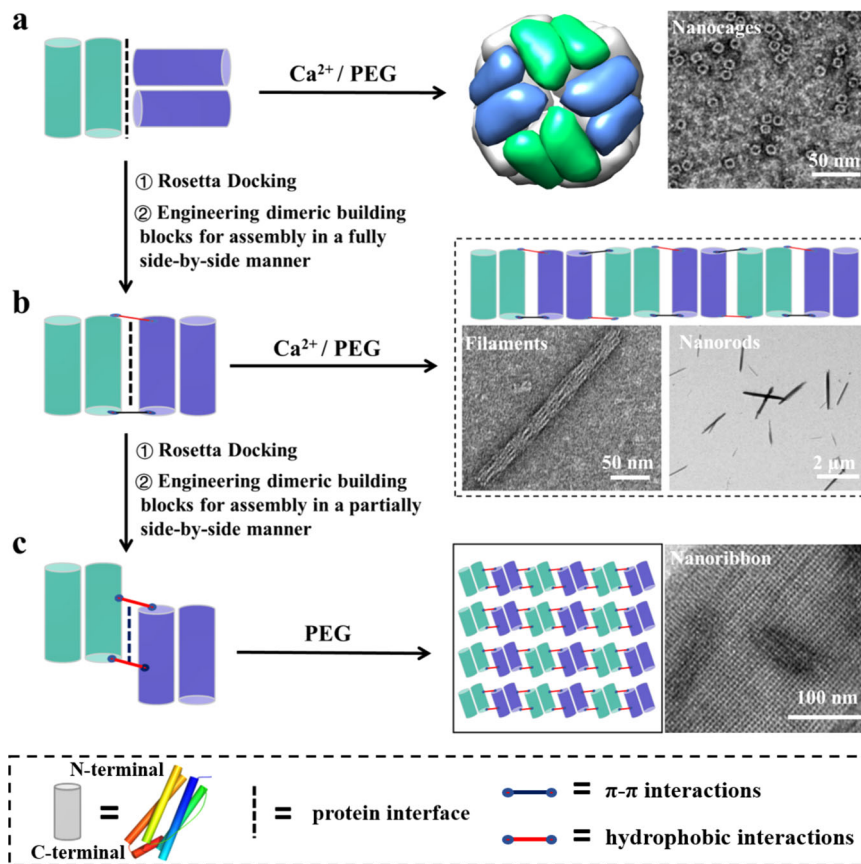 a
Ca²⁺/ PEG
Nanocages
50 nm
① Rosetta Docking
② Engineering dimeric building
blocks for assembly in a fully
side-by-side manner
b
Ca²⁺/ PEG
Filaments
50 nm
Nanorods
2 μm
① Rosetta Docking
② Engineering dimeric building
blocks for assembly in a partially
side-by-side manner
c
PEG
Nanoribbon
100 nm
N-terminal
C-terminal
=
= protein interface
= π-π interactions
= hydrophobic interactions